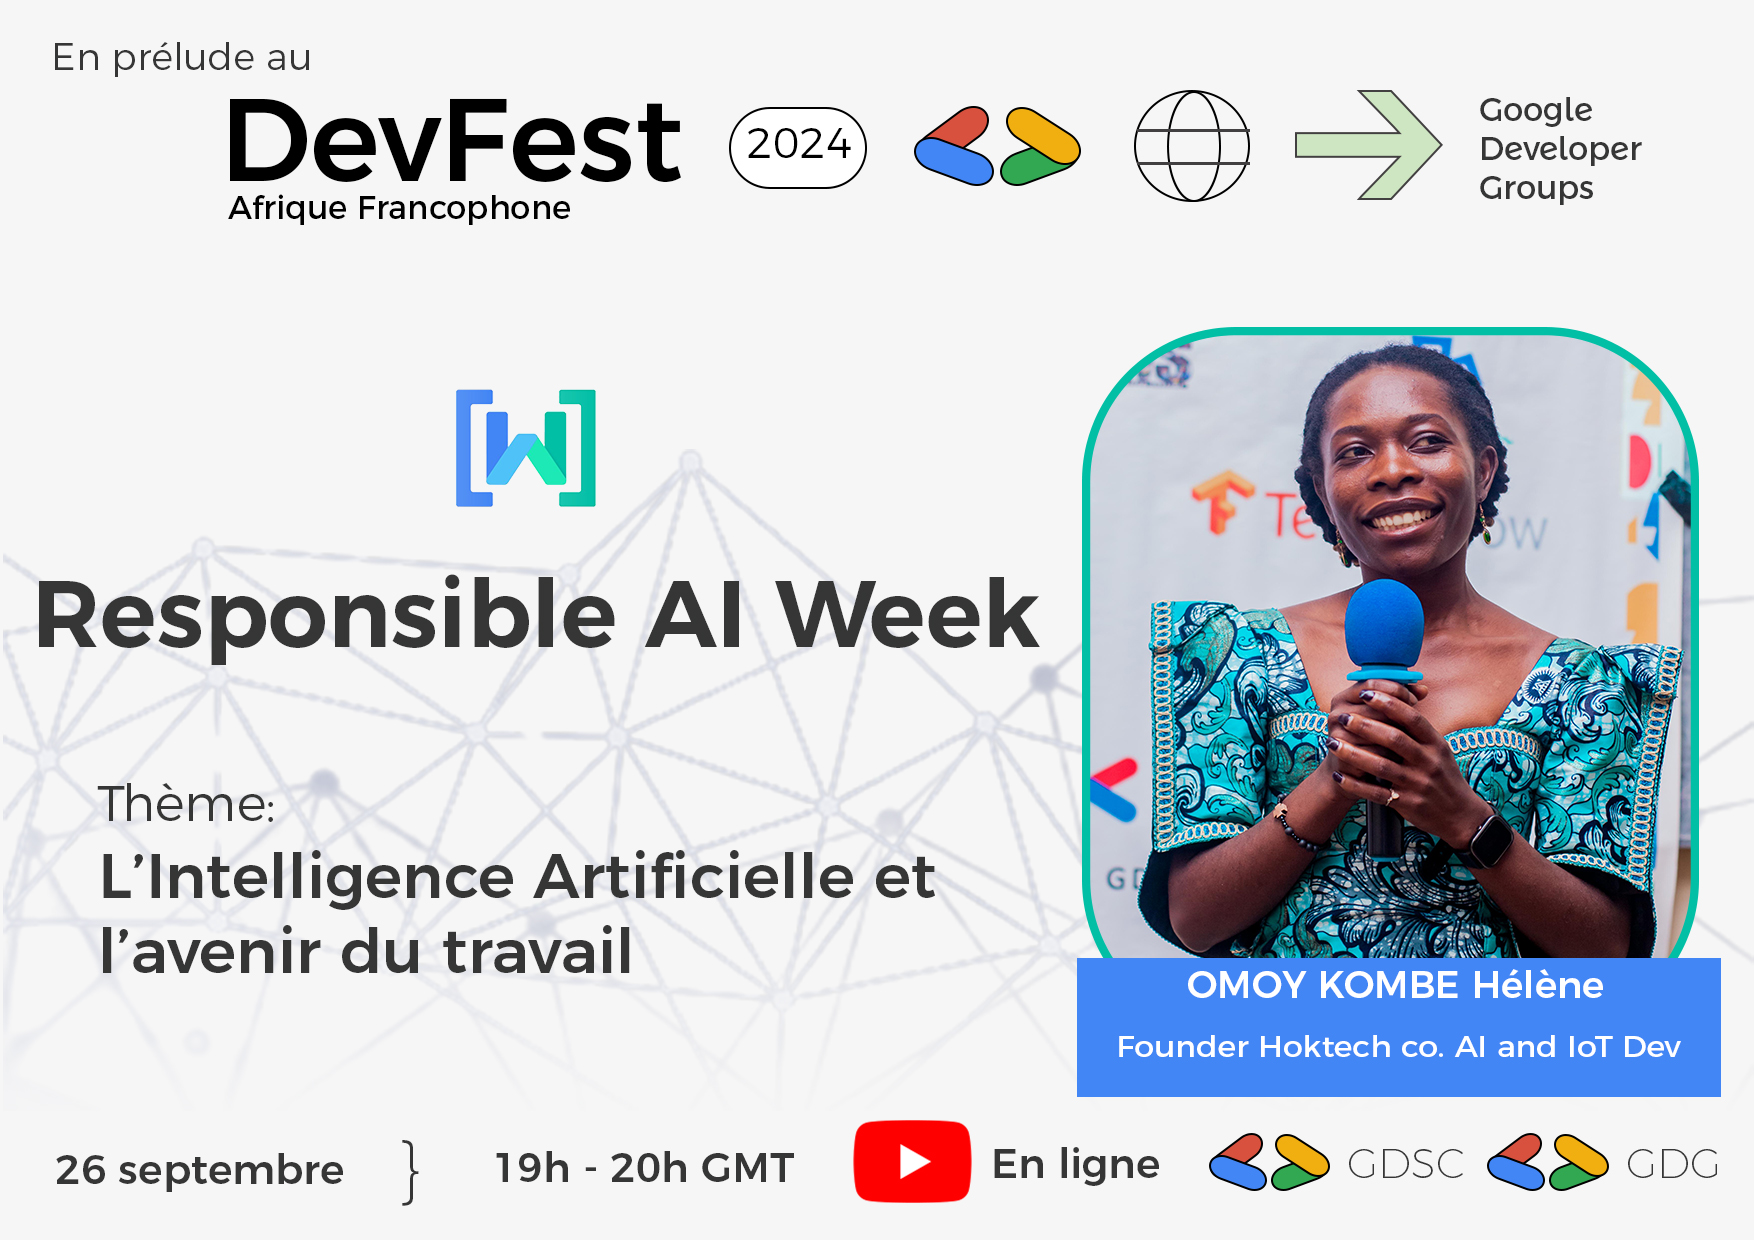 En prélude au
DevFest
Afrique Francophone
2024
Google
Developer
Groups
Responsible AI Week
Thème:
L’Intelligence Artificielle et
l’avenir du travail
OMOY KOMBE Hélène
Founder Hoktech co. AI and IoT Dev
26 septembre
19h - 20h GMT
En ligne
GDSC
GDG